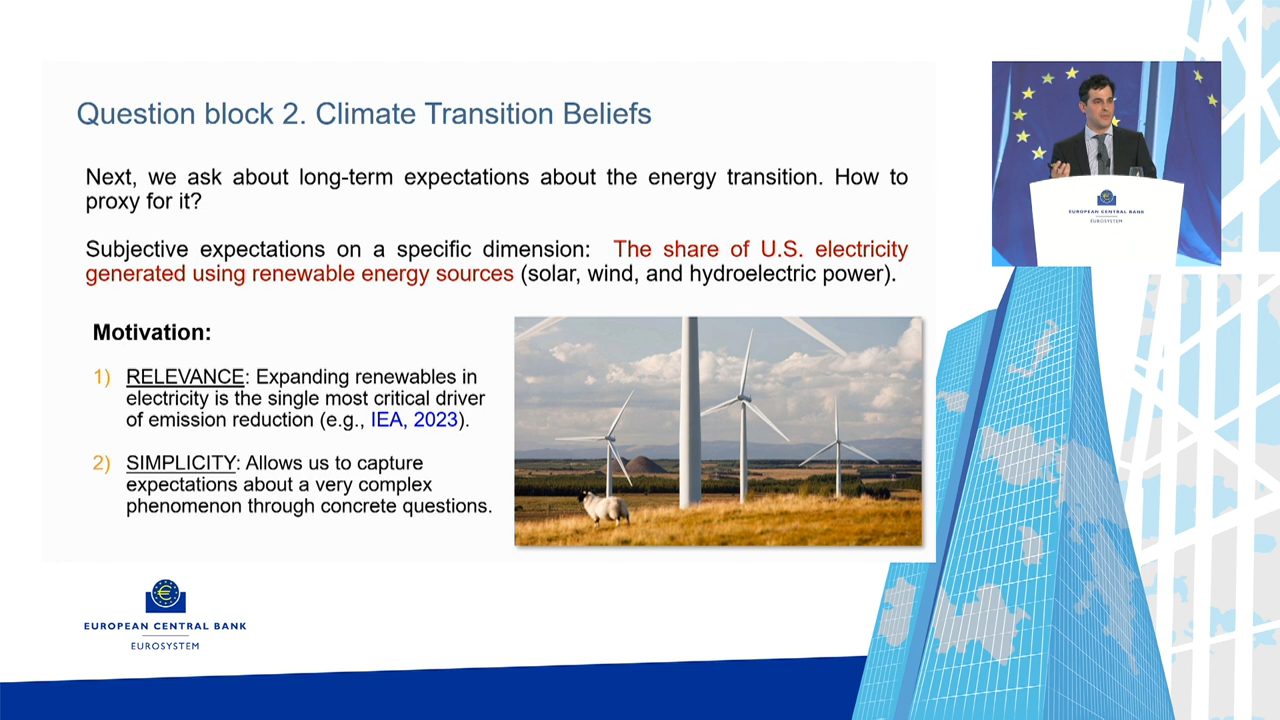 Question block 2. Climate Transition Beliefs
Next, we ask about long-term expectations about the energy transition. How to
proxy for it?
Subjective expectations on a specific dimension: The share of U.S. electricity
generated using renewable energy sources (solar, wind, and hydroelectric power).
Motivation:
1) RELEVANCE: Expanding renewables in
electricity is the single most critical driver
of emission reduction (e.g., IEA, 2023).
2) SIMPLICITY: Allows us to capture
expectations about a very complex
phenomenon through concrete questions.
EUROPEAN CENTRAL BANK
EUROSYSTEM
EUROPEAN CENTRAL BANK
EUROSYSTEM